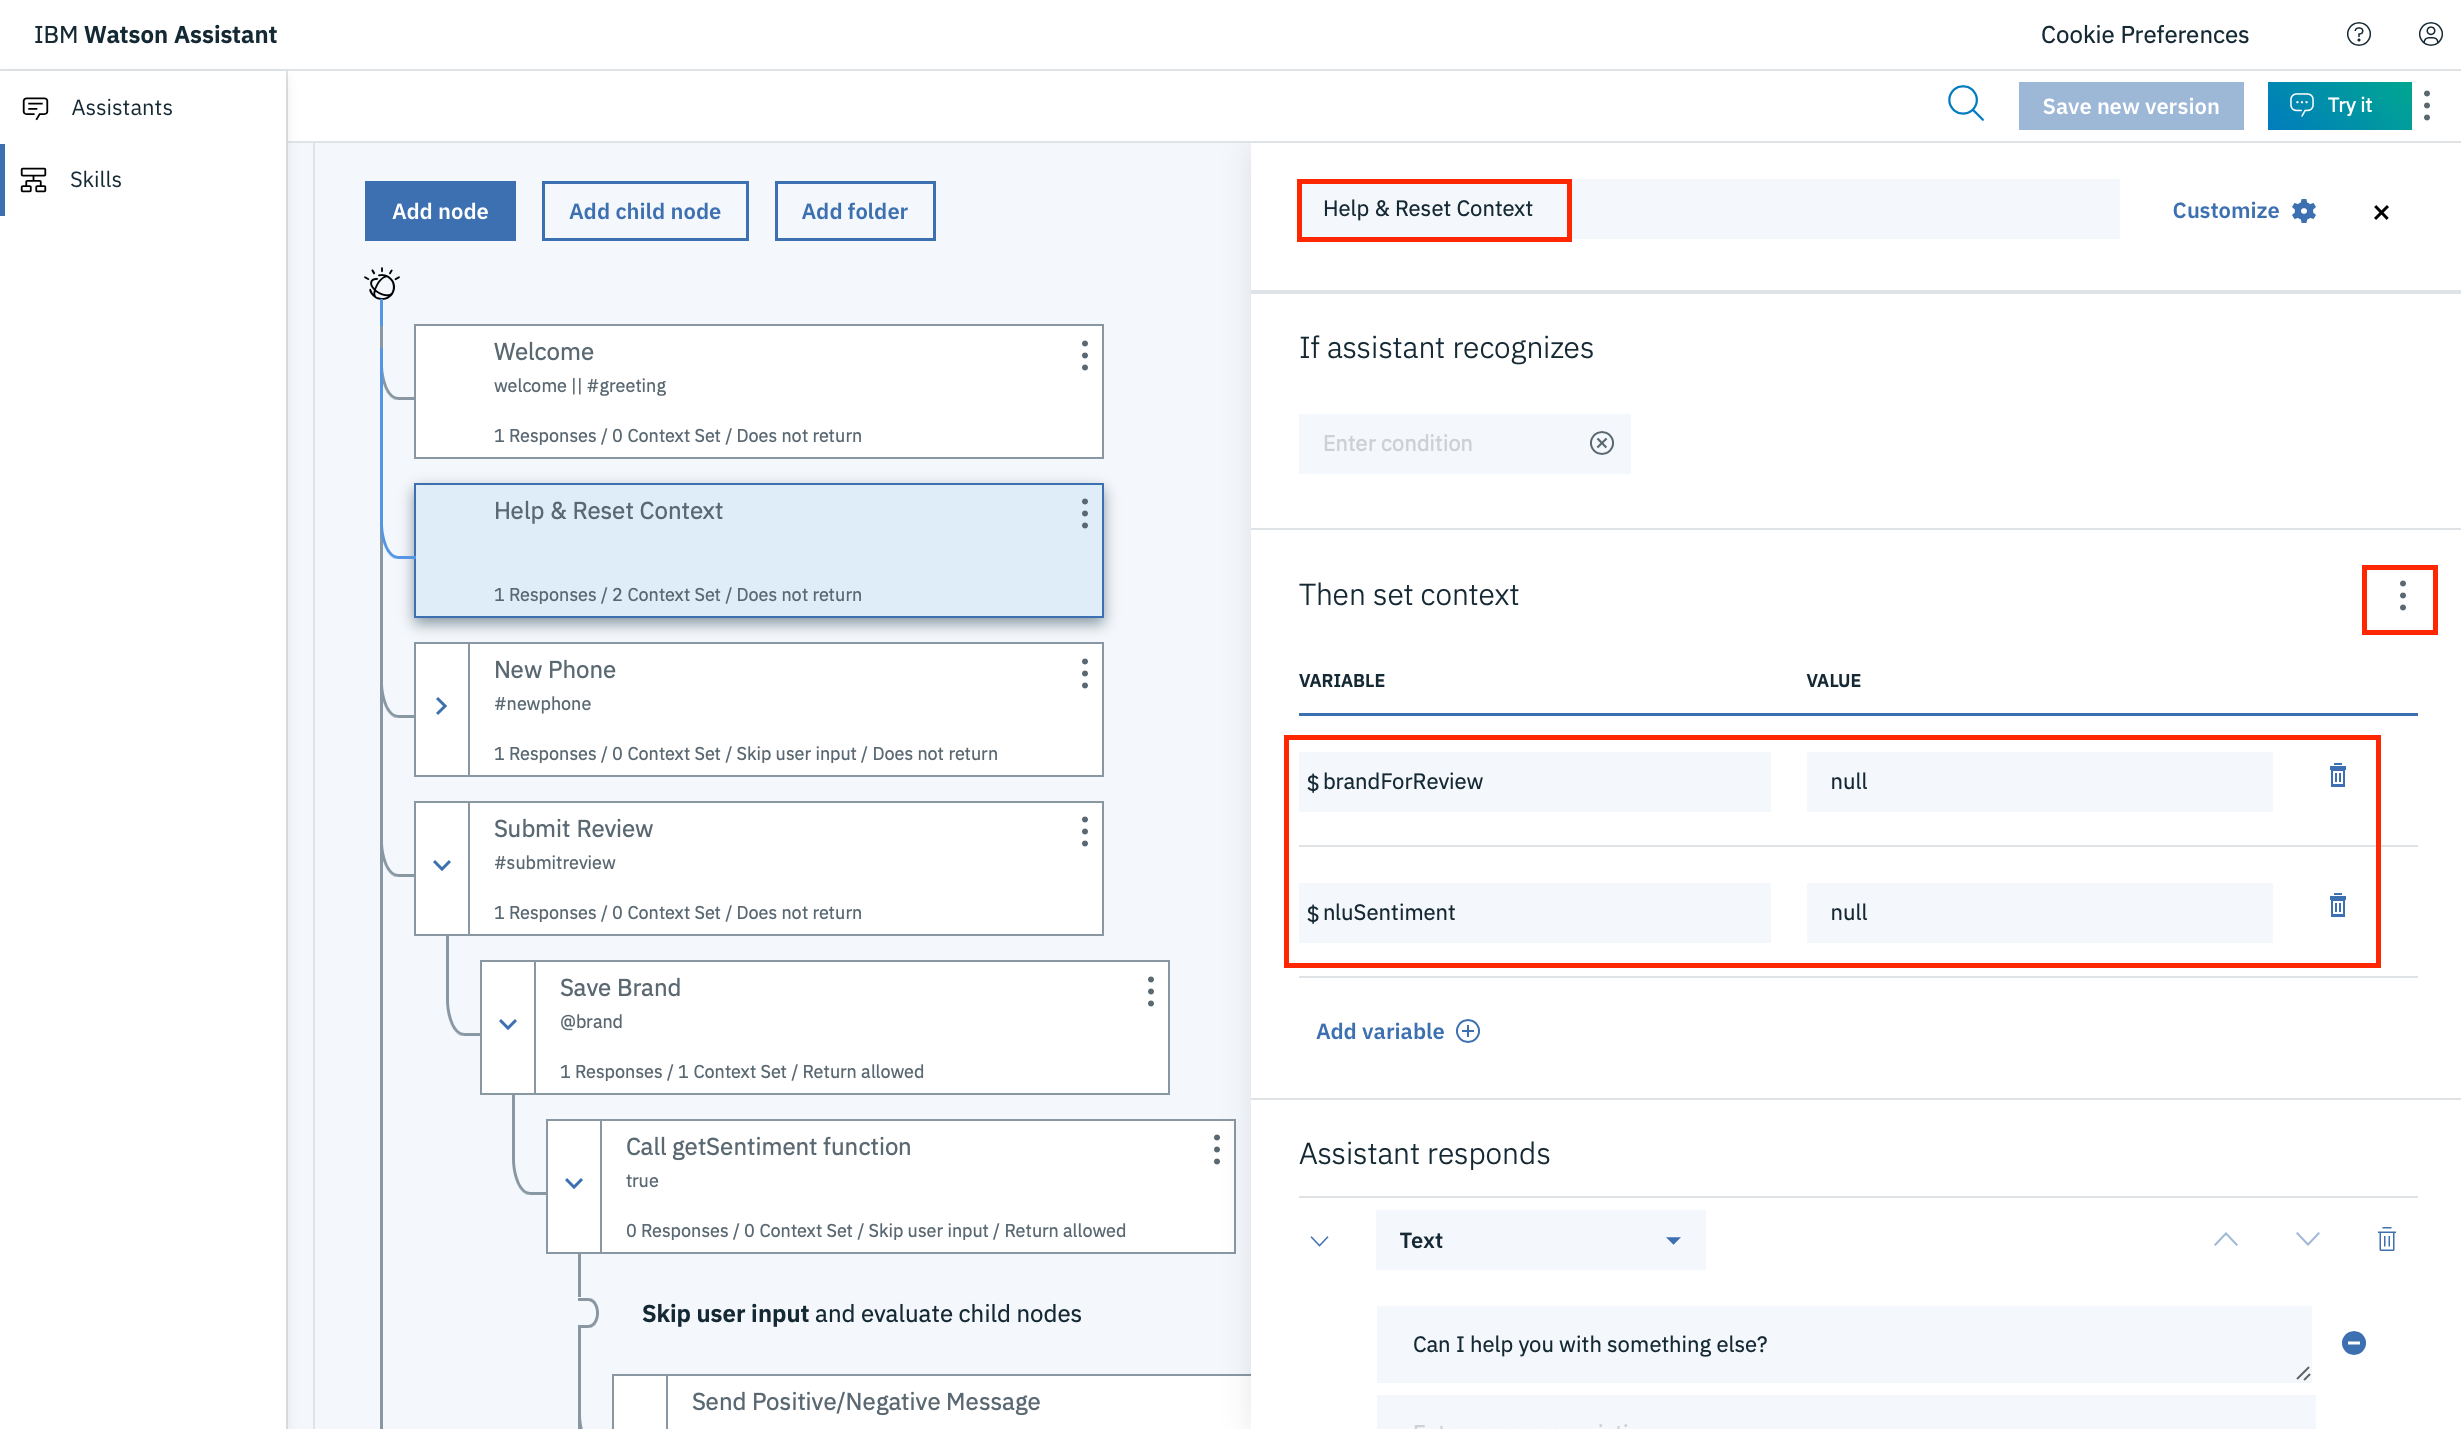 IBM Watson Assistant
Cookie Preferences
Assistants
Skills
Save new version
Try it
Add node
Add child node
Add folder
Welcome
welcome || #greeting
1 Responses / 0 Context Set / Does not return
Help & Reset Context
1 Responses / 2 Context Set / Does not return
New Phone
#newphone
1 Responses / 0 Context Set / Skip user input / Does not return
Submit Review
#submitreview
1 Responses / 0 Context Set / Does not return
Save Brand
@brand
1 Responses / 1 Context Set / Return allowed
Call getSentiment function
true
0 Responses / 0 Context Set / Skip user input / Return allowed
Skip user input and evaluate child nodes
Send Positive/Negative Message
Help & Reset Context
Customize
If assistant recognizes
Enter condition
Then set context
VARIABLE VALUE
$ brandForReview null
$ nluSentiment null
Add variable
Assistant responds
Text
Can I help you with something else?